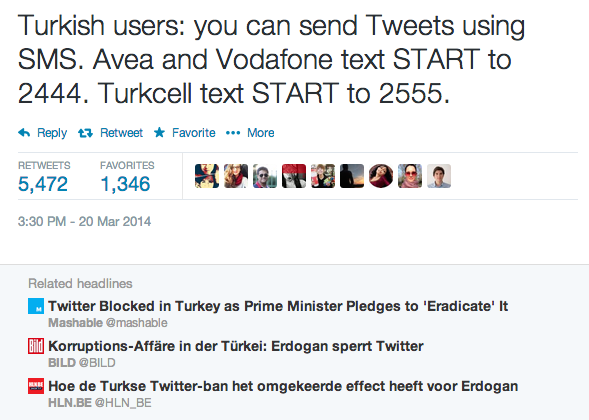 Turkish users: you can send Tweets using
SMS. Avea and Vodafone text START to
2444. Turkcell text START to 2555.
Reply Retweet Favorite More
RETWEETS FAVORITES
5,472 1,346
3:30 PM - 20 Mar 2014
Related headlines
Twitter Blocked in Turkey as Prime Minister Pledges to 'Eradicate' It
Mashable @mashable
Bild Korruptions-Affäre in der Türkei: Erdogan sperrt Twitter
BILD @BILD
Hoe de Turkse Twitter-ban het omgekeerde effect heeft voor Erdogan
HLN.BE @HLN_BE